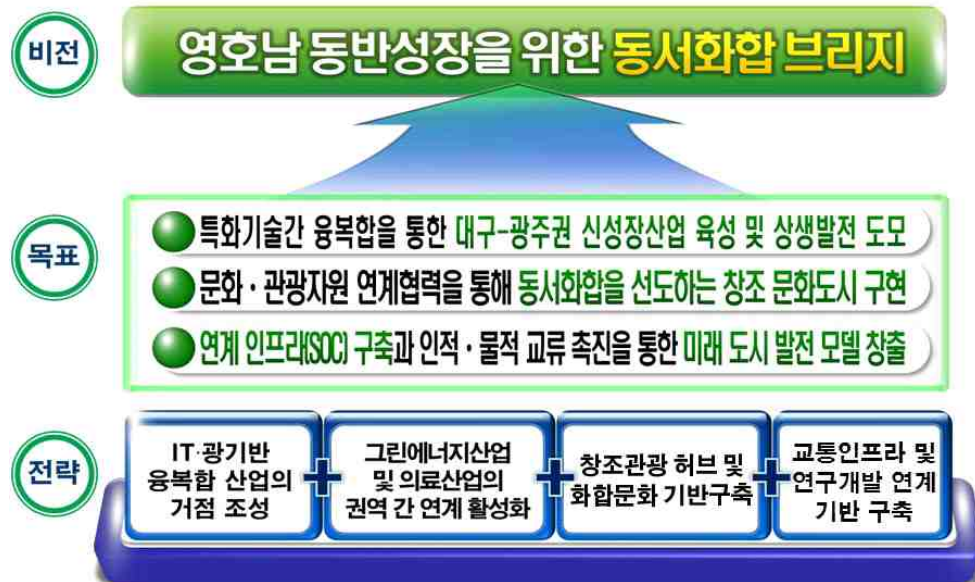 비전
영호남 동반성장을 위한 동서화합 브리지
목표
특화기술간 융복합을 통한 대구-광주권 신성장산업 육성 및 상생발전 도모
문화·관광자원 연계협력을 통해 동서화합을 선도하는 창조 문화도시 구현
연계 인프라(SOC) 구축과 인적·물적 교류 촉진을 통한 미래 도시 발전 모델 창출
전략
IT·광기반
융복합 산업의
거점 조성
+
그린에너지산업
및 의료산업의
권역 간 연계 활성화
+
창조관광 허브 및
화합문화 기반구축
+
교통인프라 및
연구개발 연계
기반 구축